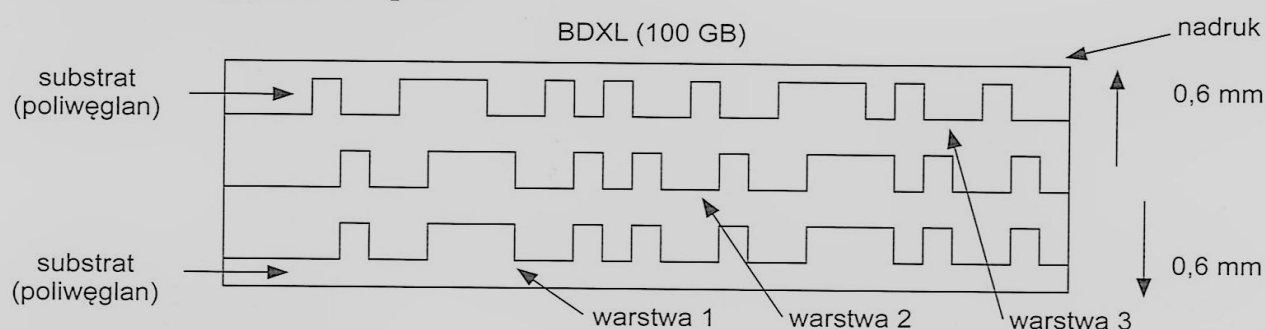 BDXL (100 GB)
nadruk
substrat
(poliwęglan)
0,6 mm
substrat
(poliwęglan)
0,6 mm
warstwa 1
warstwa 2
warstwa 3